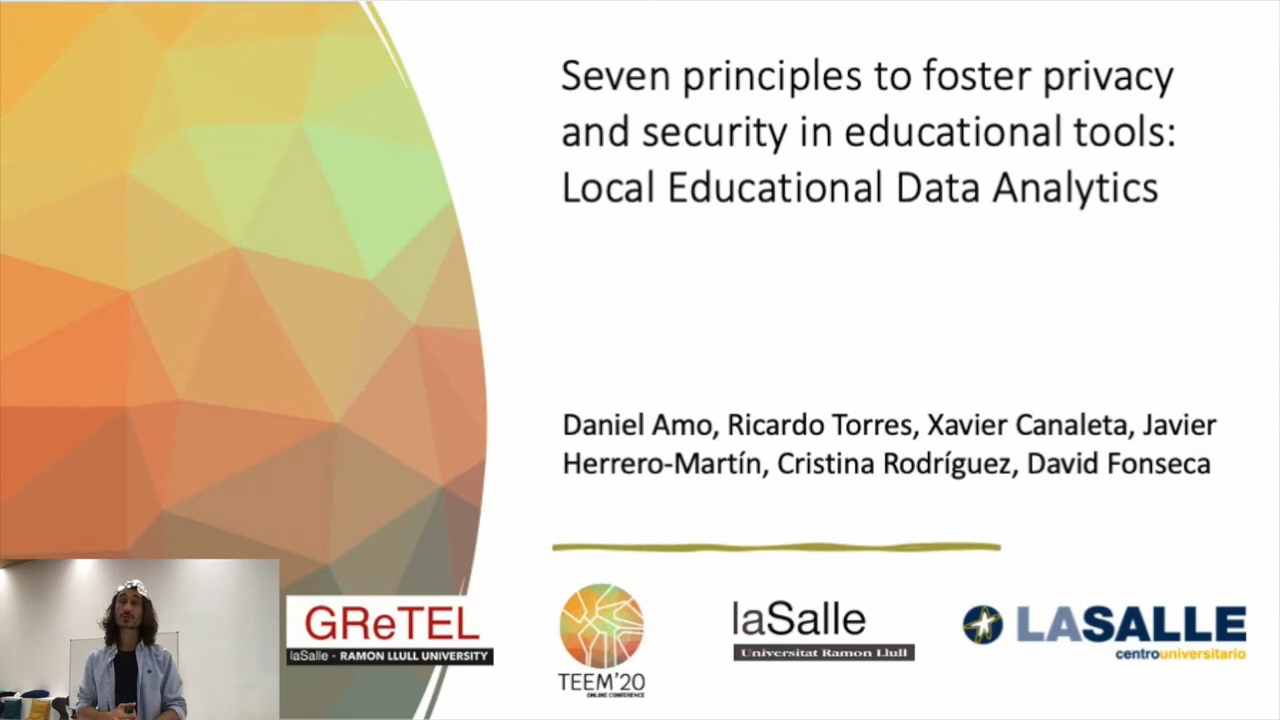 Seven principles to foster privacy
and security in educational tools:
Local Educational Data Analytics
Daniel Amo, Ricardo Torres, Xavier Canaleta, Javier
Herrero-Martín, Cristina Rodríguez, David Fonseca
GReTEL
laSalle - RAMON LLULL UNIVERSITY
TEEM'20
ONLINE CONFERENCE
laSalle
Universitat Ramon Llull
LASALLE
centrouniversitario